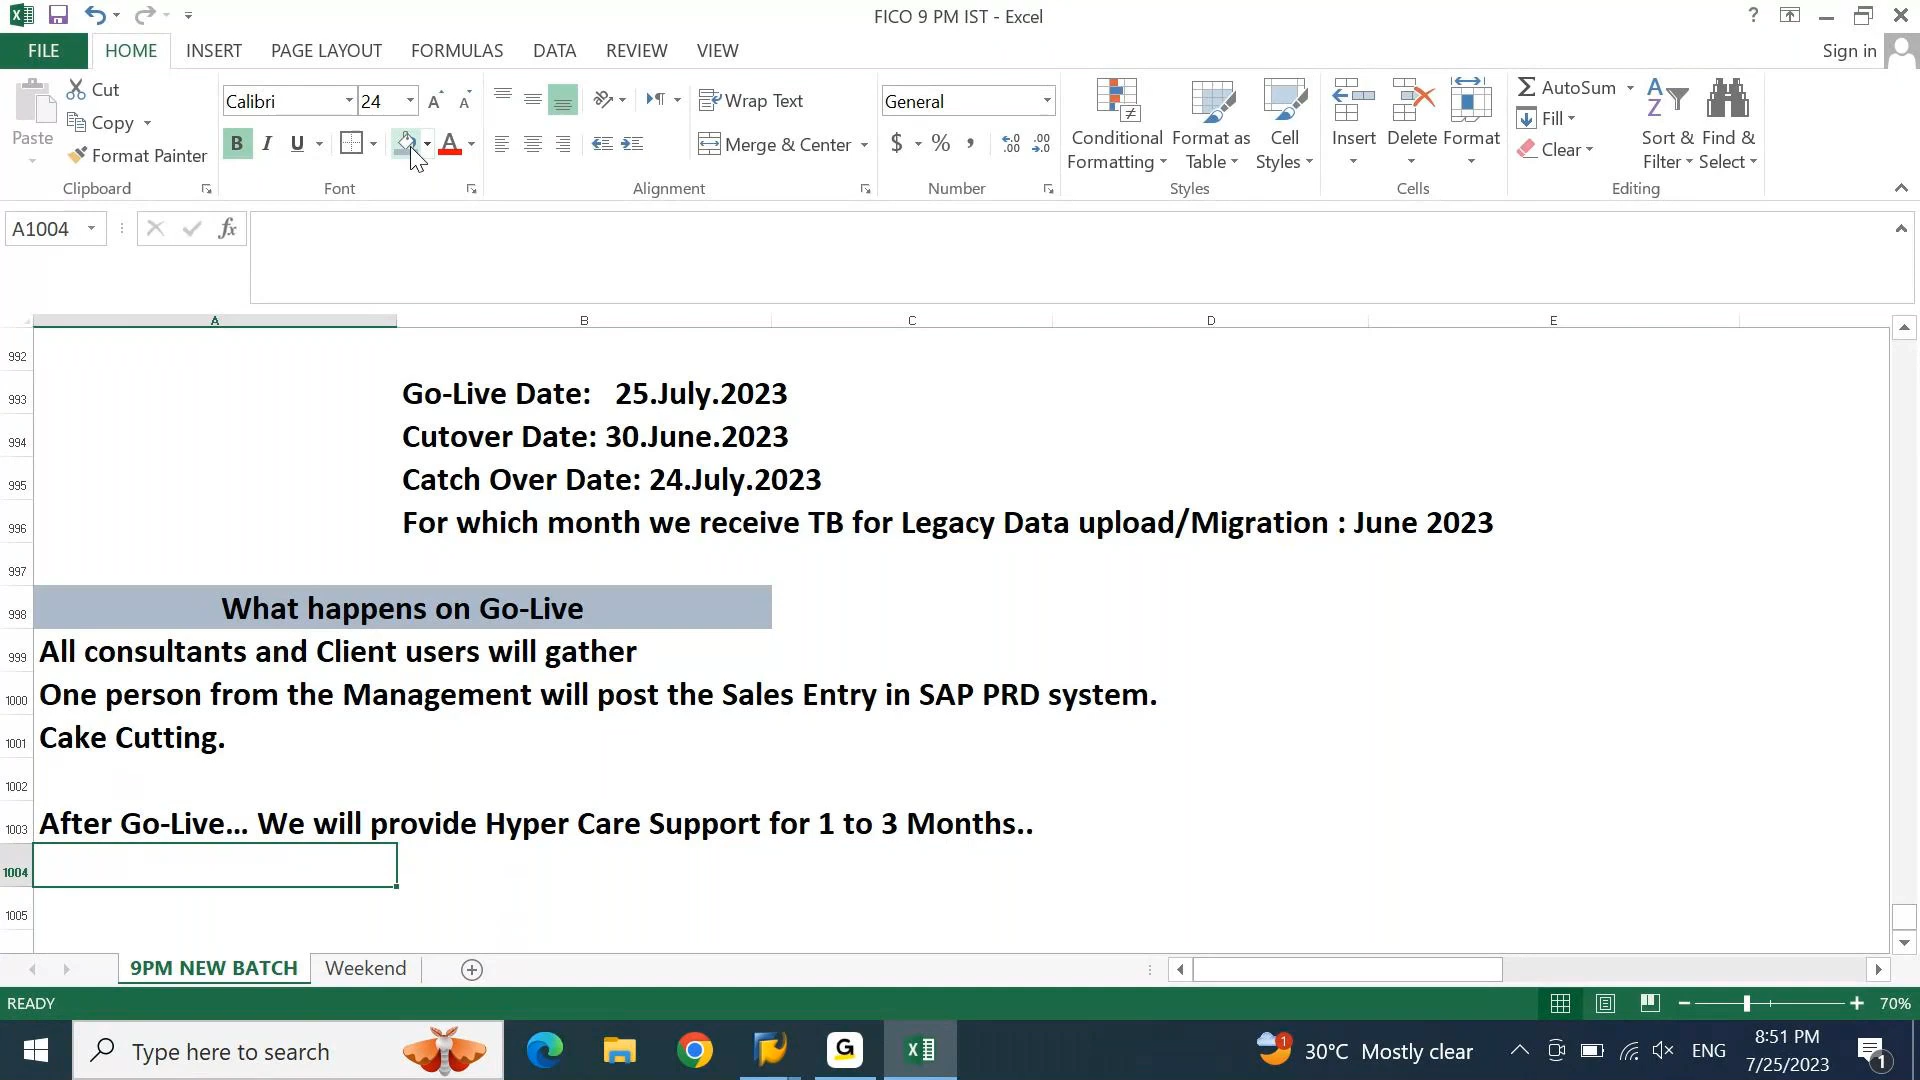 FICO 9 PM IST - Excel
?
FILE HOME INSERT PAGE LAYOUT FORMULAS DATA REVIEW VIEW Sign in
Paste Cut Copy Format Painter Clipboard
Calibri 24 A A
B I U A Font
Wrap Text
Merge & Center
Alignment
General
$ % , .00 .00
Number
Conditional Formatting Format as Table Cell Styles
Styles
Insert Delete Format
Cells
AutoSum Fill Clear
Sort & Filter Find & Select
Editing
A1004 fx
A B C D E
992
993 Go-Live Date: 25.July.2023
994 Cutover Date: 30.June.2023
995 Catch Over Date: 24.July.2023
996 For which month we receive TB for Legacy Data upload/Migration : June 2023
997
998 What happens on Go-Live
999 All consultants and Client users will gather
1000 One person from the Management will post the Sales Entry in SAP PRD system.
1001 Cake Cutting.
1002
1003 After Go-Live... We will provide Hyper Care Support for 1 to 3 Months..
1004
1005
9PM NEW BATCH Weekend
READY 70%
Type here to search
G
1 30°C Mostly clear ENG
8:51 PM
7/25/2023
1